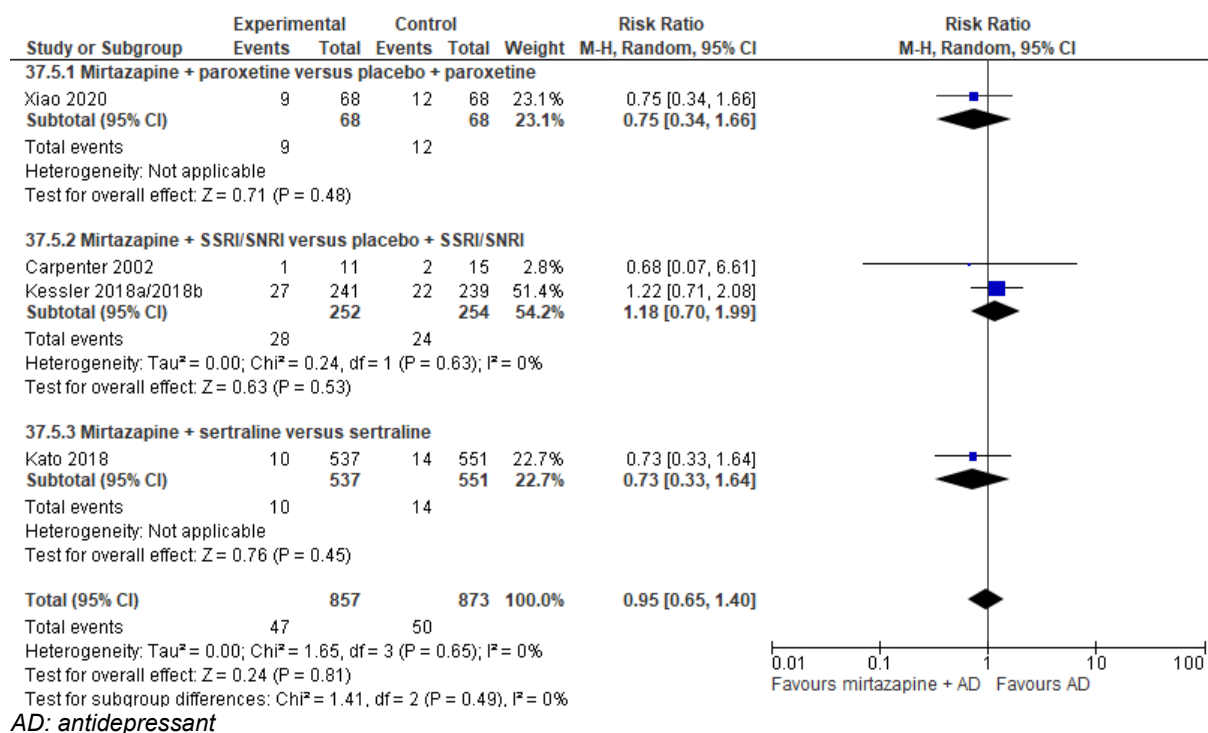 Experimental Control Risk Ratio Risk Ratio
Study or Subgroup Events Total Events Total Weight M-H, Random, 95% CI M-H, Random, 95% CI
37.5.1 Mirtazapine + paroxetine versus placebo + paroxetine
Xiao 2020 9 68 12 68 23.1% 0.75 [0.34, 1.66]
Subtotal (95% CI) 68 68 23.1% 0.75 [0.34, 1.66]
Total events 9 12
Heterogeneity: Not applicable
Test for overall effect: Z = 0.71 (P = 0.48)
37.5.2 Mirtazapine + SSRI/SNRI versus placebo + SSRI/SNRI
Carpenter 2002 1 11 2 15 2.8% 0.68 [0.07, 6.61]
Kessler 2018a/2018b 27 241 22 239 51.4% 1.22 [0.71, 2.08]
Subtotal (95% CI) 252 254 54.2% 1.18 [0.70, 1.99]
Total events 28 24
Heterogeneity: Tau² = 0.00; Chi² = 0.24, df = 1 (P = 0.63); I² = 0%
Test for overall effect: Z = 0.63 (P = 0.53)
37.5.3 Mirtazapine + sertraline versus sertraline
Kato 2018 10 537 14 551 22.7% 0.73 [0.33, 1.64]
Subtotal (95% CI) 537 551 22.7% 0.73 [0.33, 1.64]
Total events 10 14
Heterogeneity: Not applicable
Test for overall effect: Z = 0.76 (P = 0.45)
Total (95% CI) 857 873 100.0% 0.95 [0.65, 1.40]
Total events 47 50
Heterogeneity: Tau² = 0.00; Chi² = 1.65, df = 3 (P = 0.65); I² = 0%
Test for overall effect: Z = 0.24 (P = 0.81)
Test for subgroup differences: Chi² = 1.41, df = 2 (P = 0.49), I² = 0%
0.01 0.1 1 10 100
Favours mirtazapine + AD Favours AD
AD: antidepressant